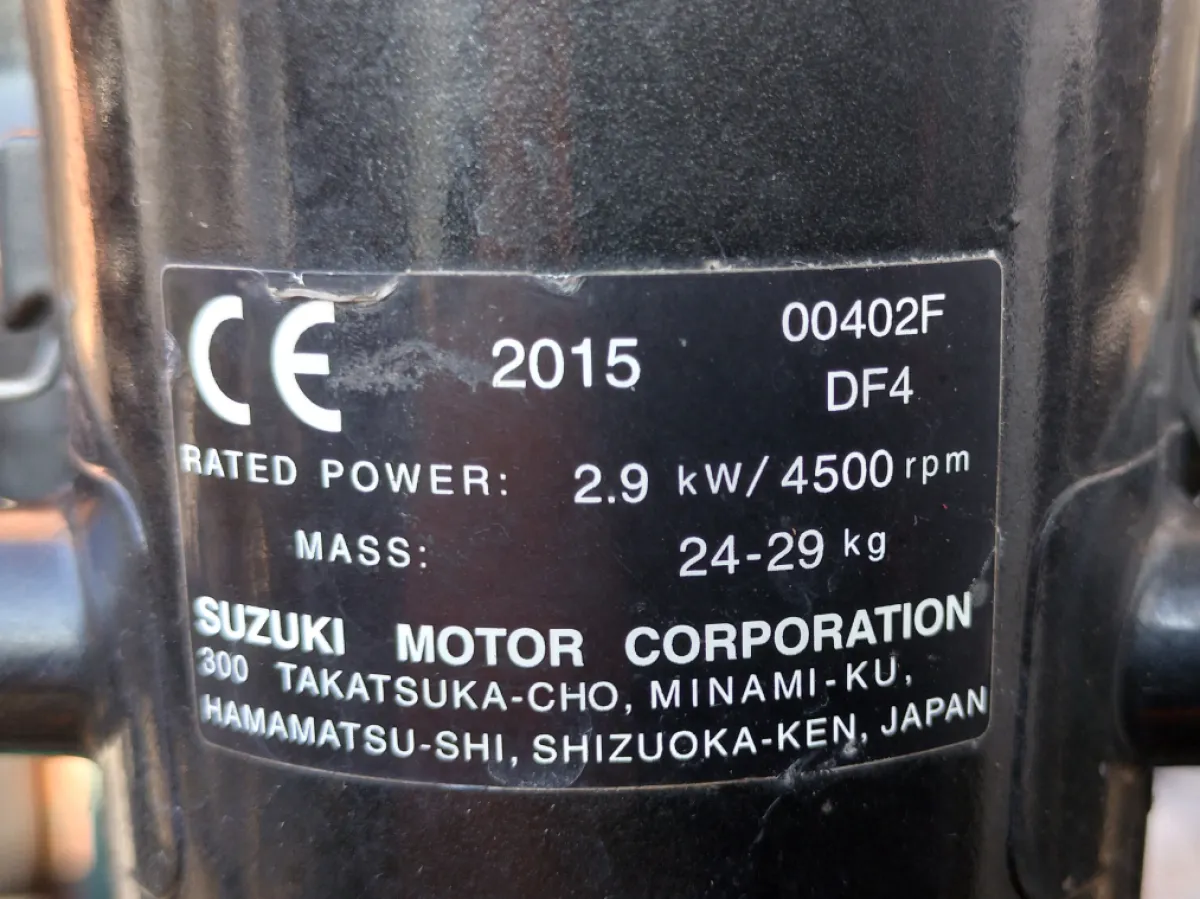 CE 2015 00402F
DF4
RATED POWER: 2.9 kW/4500 rpm
MASS: 24-29 kg
SUZUKI MOTOR CORPORATION
300 TAKATSUKA-CHO, MINAMI-KU,
HAMAMATSU-SHI, SHIZUOKA-KEN, JAPAN